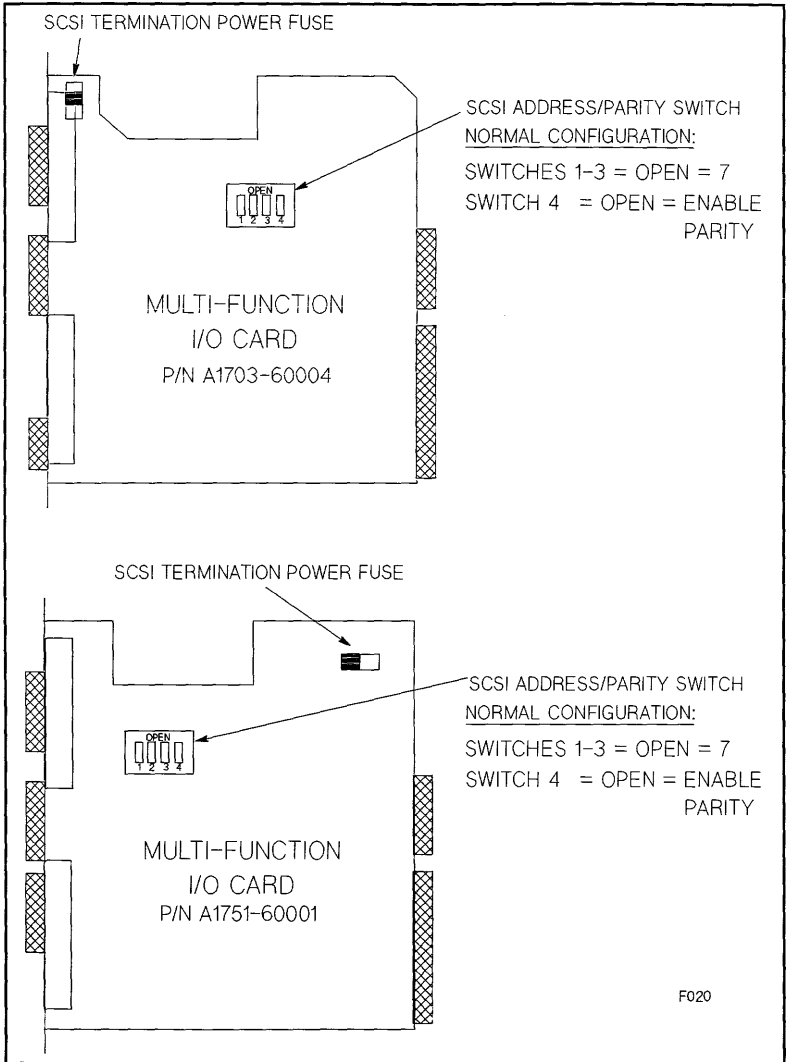 SCSI TERMINATION POWER FUSE
SCSI ADDRESS/PARITY SWITCH
NORMAL CONFIGURATION:
SWITCHES 1-3 = OPEN = 7
SWITCH 4 = OPEN = ENABLE
PARITY
OPEN
1 2 3 4
MULTI-FUNCTION
I/O CARD
P/N A1703-60004
SCSI TERMINATION POWER FUSE
SCSI ADDRESS/PARITY SWITCH
NORMAL CONFIGURATION:
SWITCHES 1-3 = OPEN = 7
SWITCH 4 = OPEN = ENABLE
PARITY
OPEN
1 2 3 4
MULTI-FUNCTION
I/O CARD
P/N A1751-60001
F020